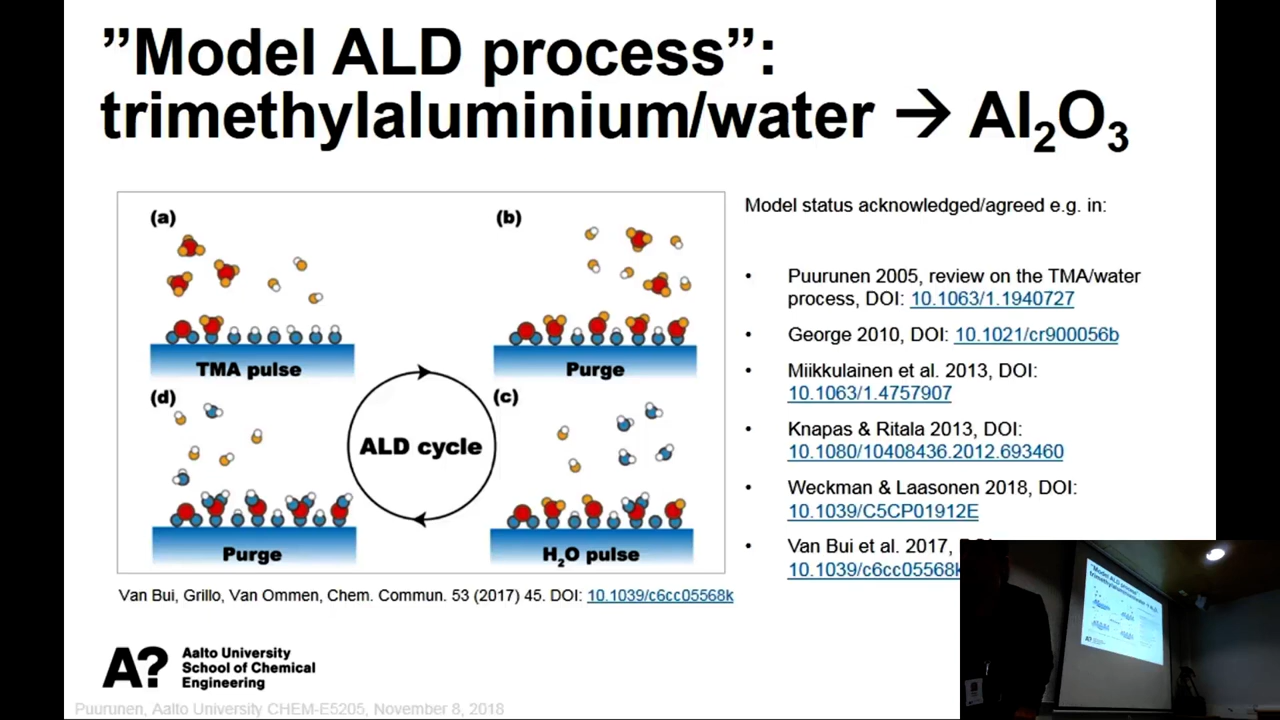 ”Model ALD process”:
trimethylaluminium/water → Al₂O₃
(a)
TMA pulse
(b)
Purge
(d)
Purge
(c)
H₂O pulse
ALD cycle
Van Bui, Grillo, Van Ommen, Chem. Commun. 53 (2017) 45. DOI: 10.1039/c6cc05568k
Model status acknowledged/agreed e.g. in:
• Puurunen 2005, review on the TMA/water
process, DOI: 10.1063/1.1940727
• George 2010, DOI: 10.1021/cr900056b
• Miikkulainen et al. 2013, DOI:
10.1063/1.4757907
• Knapas & Ritala 2013, DOI:
10.1080/10408436.2012.693460
• Weckman & Laasonen 2018, DOI:
10.1039/C5CP01912E
• Van Bui et al. 2017,
10.1039/c6cc05568k
A?
Aalto University
School of Chemical
Engineering
Puurunen, Aalto University CHEM-E5205, November 8, 2018
"Model ALD process":
trimethylaluminium/water